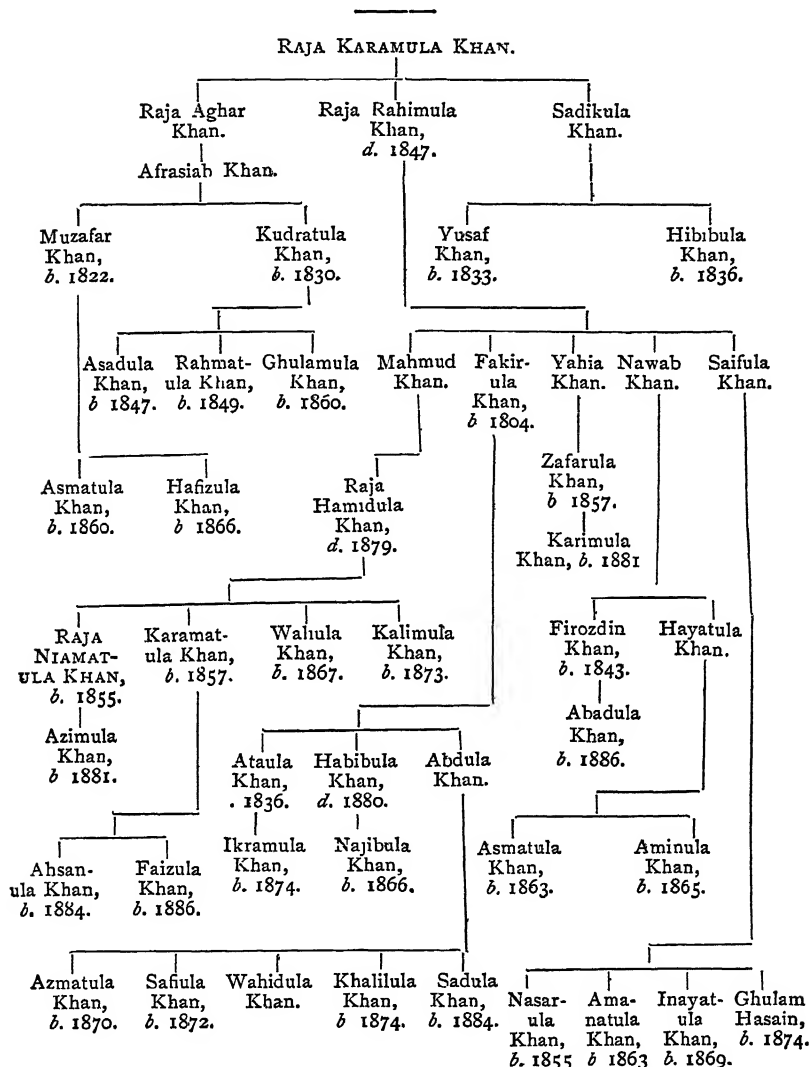 RAJA KARAMULA KHAN.
Raja Aghar Khan.
Raja Rahimula Khan, d. 1847.
Sadikula Khan.
Afrasiab Khan.
Muzafar Khan, b. 1822.
Kudratula Khan, b. 1830.
Yusaf Khan, b. 1833.
Hibibula Khan, b. 1836.
Asadula Khan, b 1847.
Rahmat-ula Khan, b. 1849.
Ghulamula Khan, b. 1860.
Mahmud Khan.
Fakir-ula Khan, b 1804.
Yahia Khan.
Nawab Khan.
Saifula Khan.
Asmatula Khan, b. 1860.
Hafizula Khan, b 1866.
Raja Hamidula Khan, d. 1879.
Zafarula Khan, b 1857.
Karimula Khan, b. 1881
RAJA NIAMAT-ULA KHAN, b. 1855.
Karamat-ula Khan, b. 1857.
Waliula Khan, b. 1867.
Kalimula Khan, b. 1873.
Firozdin Khan, b. 1843.
Hayatula Khan.
Azimula Khan, b 1881.
Abadula Khan, b. 1886.
Ataula Khan, . 1836.
Habibula Khan, d. 1880.
Abdula Khan.
Ahsan-ula Khan, b. 1884.
Faizula Khan, b. 1886.
Ikramula Khan, b. 1874.
Najibula Khan, b. 1866.
Asmatula Khan, b. 1863.
Aminula Khan, b. 1865.
Azmatula Khan, b. 1870.
Safiula Khan, b. 1872.
Wahidula Khan.
Khalilula Khan, b 1874.
Sadula Khan, b. 1884.
Nasar-ula Khan, b. 1855
Ama-natula Khan, b 1863
Inayat-ula Khan, b. 1869.
Ghulam Hasain, b. 1874.